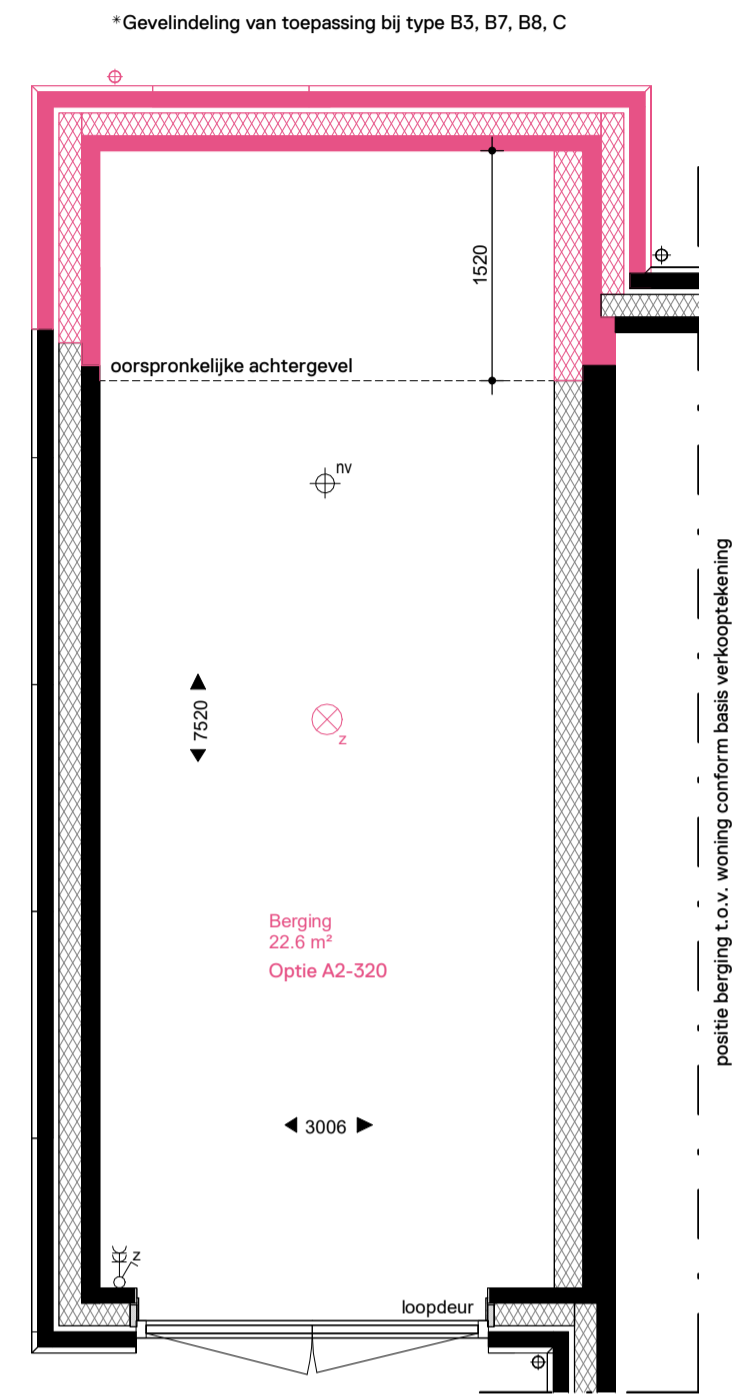 *Gevelindeling van toepassing bij type B3, B7, B8, C
1520
oorspronkelijke achtergevel
nv
7520
z
Berging
22.6 m²
Optie A2-320
3006
z
loopdeur
positie berging t.o.v. woning conform basis verkooptekening